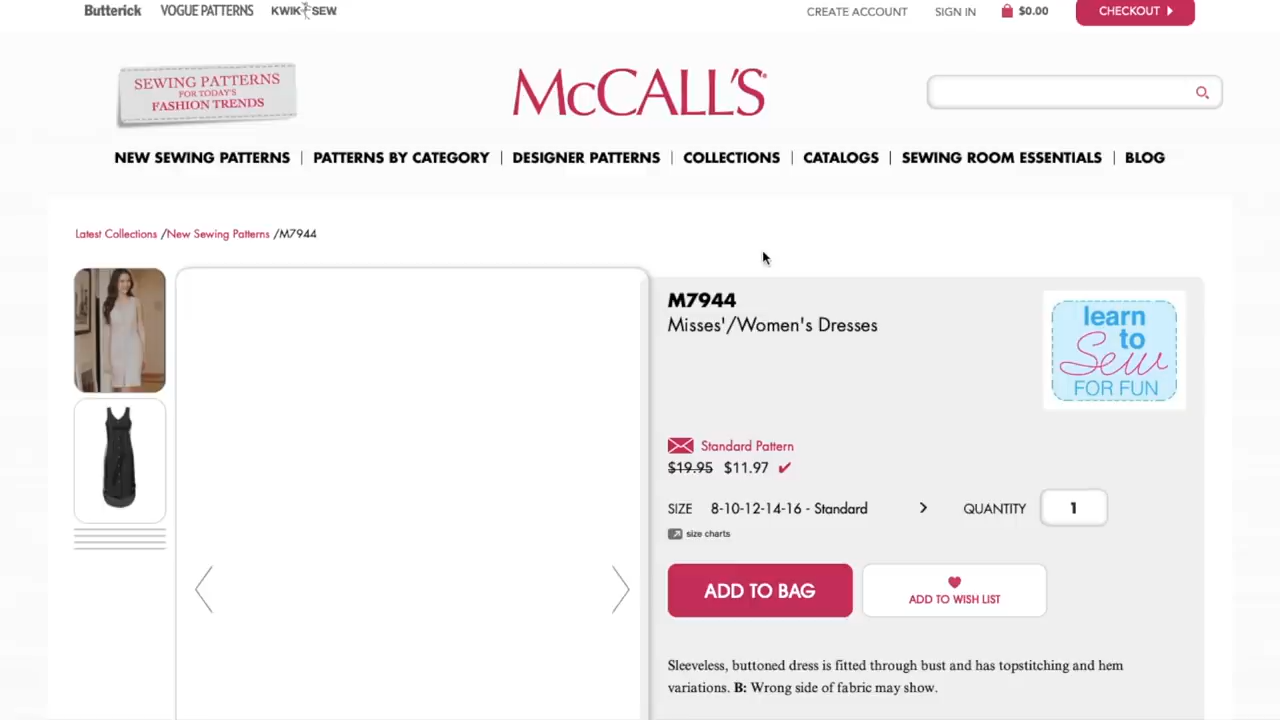 Butterick VOGUE PATTERNS KWIK SEW CREATE ACCOUNT SIGN IN $0.00 CHECKOUT
SEWING PATTERNS
FOR TODAY'S
FASHION TRENDS
McCALL'S
NEW SEWING PATTERNS | PATTERNS BY CATEGORY | DESIGNER PATTERNS | COLLECTIONS | CATALOGS | SEWING ROOM ESSENTIALS | BLOG
Latest Collections /New Sewing Patterns /M7944
M7944
Misses'/Women's Dresses
learn
to
Sew
FOR FUN
Standard Pattern
$19.95 $11.97 ✔
SIZE 8-10-12-14-16 - Standard > QUANTITY 1
size charts
ADD TO BAG
ADD TO WISH LIST
Sleeveless, buttoned dress is fitted through bust and has topstitching and hem
variations. B: Wrong side of fabric may show.